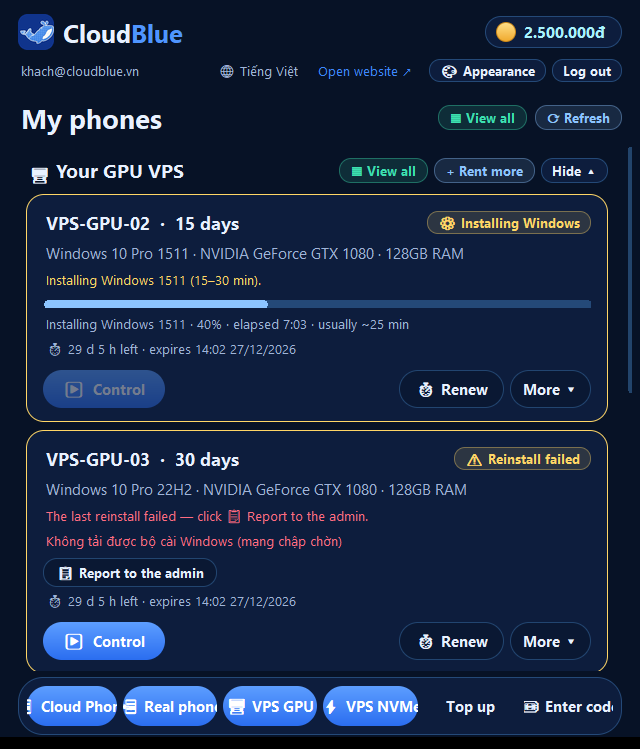 CloudBlue
2.500.000đ
khach@cloudblue.vn
Tiếng Việt
Open website ↗
Appearance
Log out
My phones
View all
Refresh
Your GPU VPS
View all
+ Rent more
Hide ▲
VPS-GPU-02 · 15 days
Installing Windows
Windows 10 Pro 1511 · NVIDIA GeForce GTX 1080 · 128GB RAM
Installing Windows 1511 (15–30 min).
Installing Windows 1511 · 40% · elapsed 7:03 · usually ~25 min
29 d 5 h left · expires 14:02 27/12/2026
Control
Renew
More ▼
VPS-GPU-03 · 30 days
Reinstall failed
Windows 10 Pro 22H2 · NVIDIA GeForce GTX 1080 · 128GB RAM
The last reinstall failed — click Report to the admin.
Không tải được bộ cài Windows (mạng chập chờn)
Report to the admin
29 d 5 h left · expires 14:02 27/12/2026
Control
Renew
More ▼
Cloud Phon
Real phone
VPS GPU
VPS NVMe
Top up
Enter code